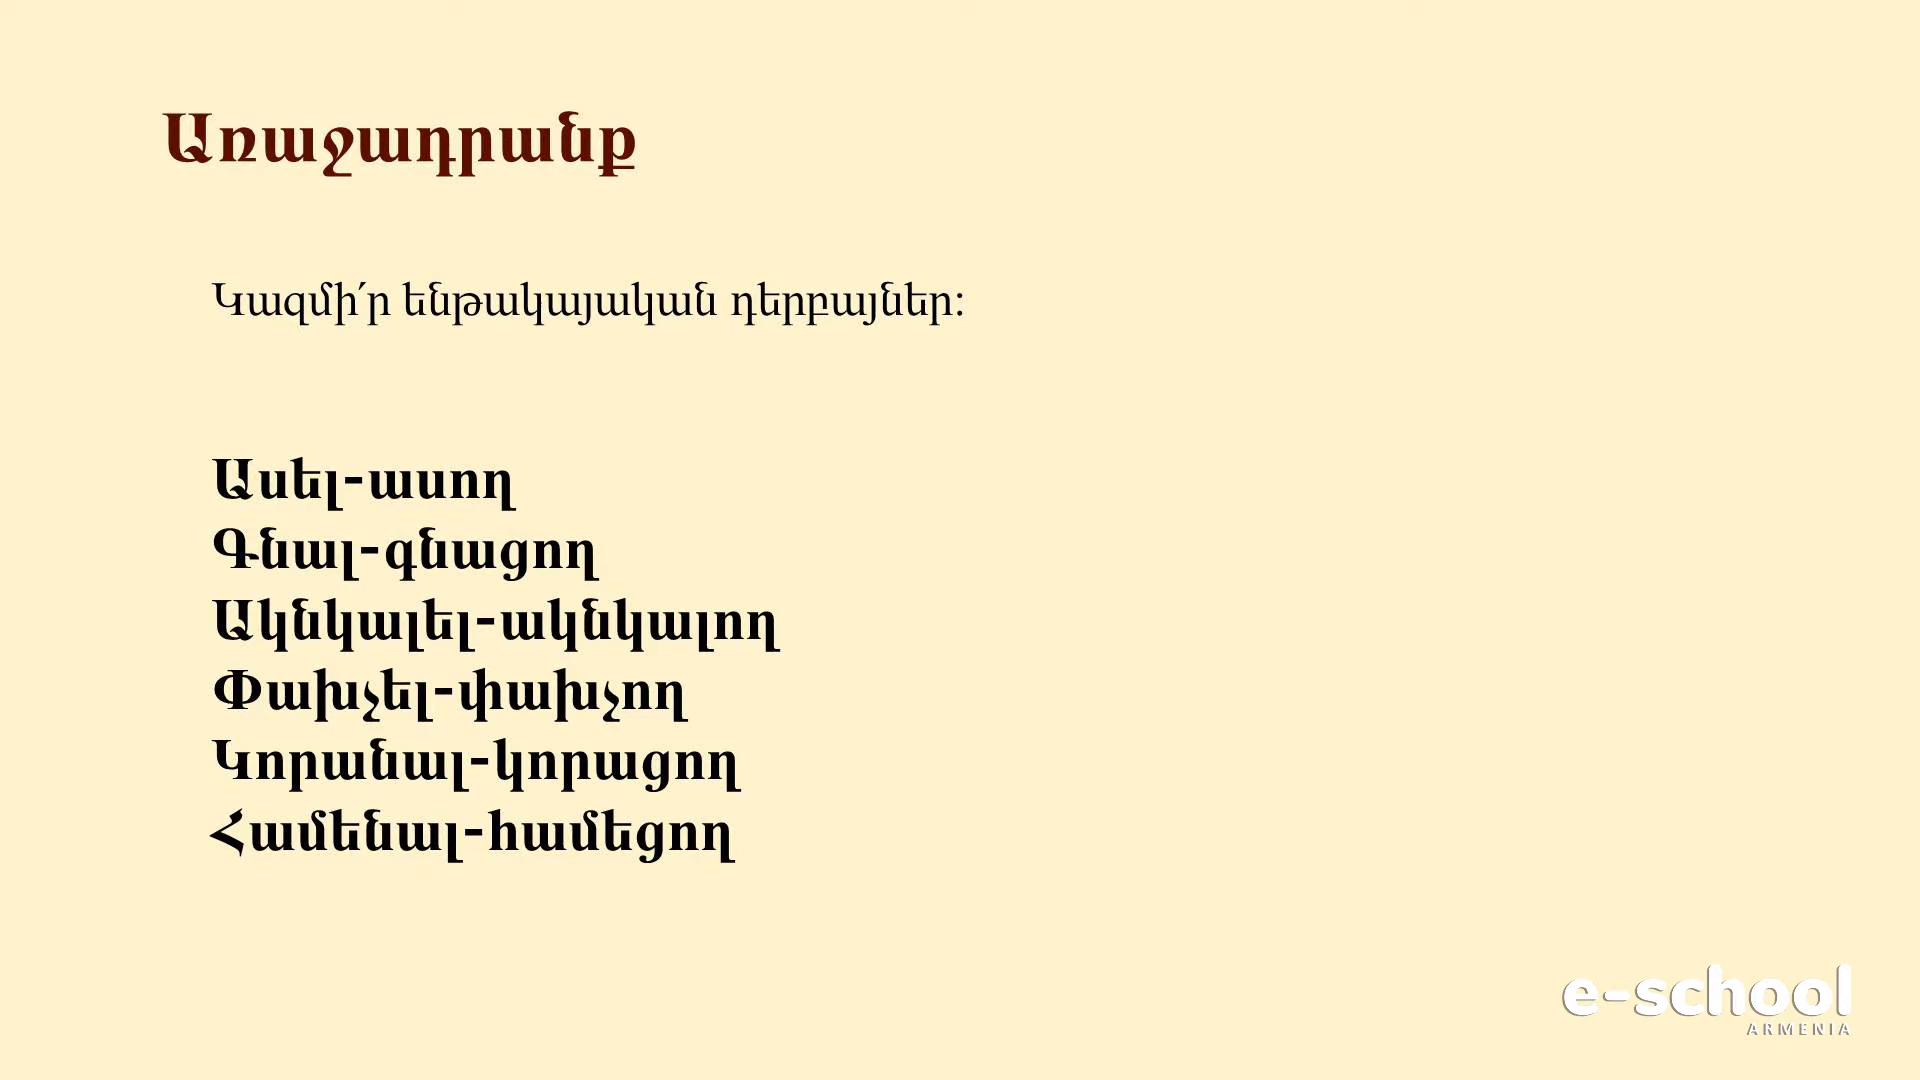 Առաջադրանք
Կազմի՛ր ենթակայական դերբայներ:
Ասել-ասող
Գնալ-գնացող
Ակնկալել-ակնկալող
Փախչել-փախչող
Կորանալ-կորացող
Համենալ-համեցող
e-school
ARMENIA